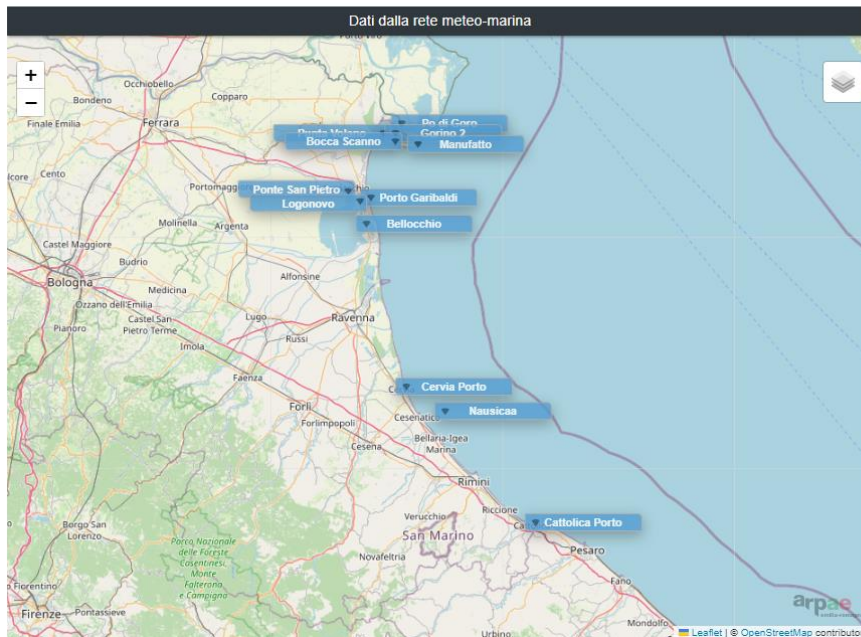 Dati dalla rete meteo-marina
+
−
Occhiobello
Bondeno
Copparo
Finale Emilia
Ferrara
Po di Goro
Gorino 2
Bocca Scanno
Manufatto
Cento
Ponte San Pietro
Porto Garibaldi
Logonovo
Molinella
Argenta
Bellocchio
Castel Maggiore
Budrio
Bologna
Medicina
Alfonsine
Ozzano dell'Emilia
Castel San
Pietro Terme
Pianoro
Imola
Lugo
Russi
Ravenna
Faenza
Cervia Porto
Forlì
Forlimpopoli
Cesenatico
Nausicaa
Cesena
Bellaria-Igea
Marina
Rimini
Verucchio
Riccione
Cattolica Porto
Borgo San
Lorenzo
Parco Nazionale
delle Foreste
Casentinesi,
Monte
Falterona
e Campigna
San Marino
Novafeltria
Pesaro
Fano
Fiorentino
Firenze
Pontassieve
Urbino
Mondolfo
arpae
Leaflet | © OpenStreetMap contributo